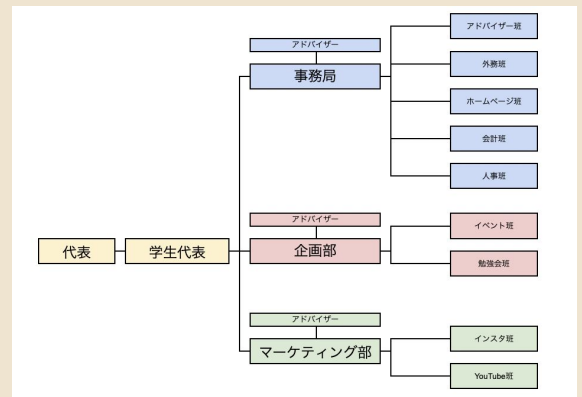 代表
学生代表
アドバイザー
事務局
アドバイザー班
外務班
ホームページ班
会計班
人事班
アドバイザー
企画部
イベント班
勉強会班
アドバイザー
マーケティング部
インスタ班
YouTube班